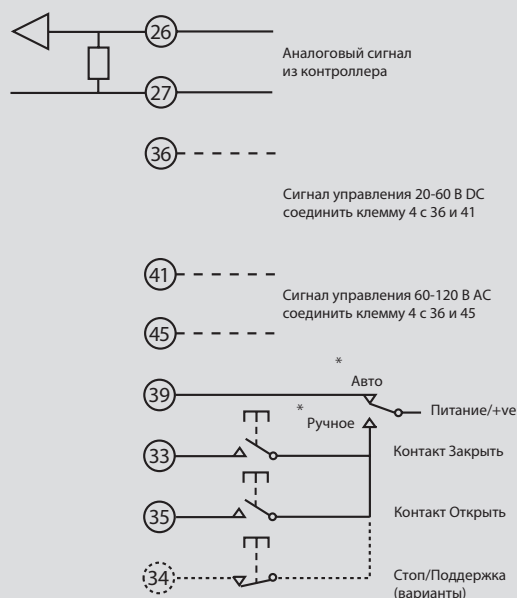 26
Аналоговый сигнал
из контроллера
27
36
Сигнал управления 20-60 В DC
соединить клемму 4 с 36 и 41
41
Сигнал управления 60-120 В AC
соединить клемму 4 с 36 и 45
45
*
Авто
39
Питание/+ve
*
Ручное
33
Контакт Закрыть
35
Контакт Открыть
34
Стоп/Поддержка
(варианты)